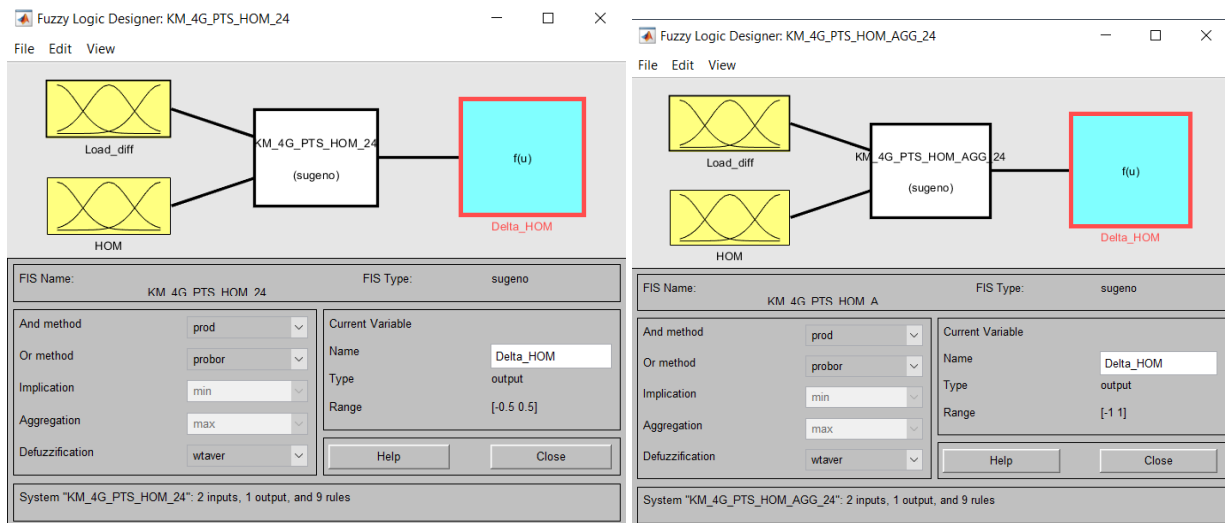 Fuzzy Logic Designer: KM_4G_PTS_HOM_24
File Edit View
Load_diff
KM_4G_PTS_HOM_24
(sugeno)
f(u)
HOM
Delta_HOM
FIS Name:
KM_4G_PTS_HOM_24
FIS Type:
sugeno
And method
prod
Or method
probor
Implication
min
Aggregation
max
Defuzzification
wtaver
Current Variable
Name
Delta_HOM
Type
output
Range
[-0.5 0.5]
Help
Close
System "KM_4G_PTS_HOM_24": 2 inputs, 1 output, and 9 rules
Fuzzy Logic Designer: KM_4G_PTS_HOM_AGG_24
File Edit View
Load_diff
KM_4G_PTS_HOM_AGG_24
(sugeno)
f(u)
HOM
Delta_HOM
FIS Name:
KM_4G_PTS_HOM_A
FIS Type:
sugeno
And method
prod
Or method
probor
Implication
min
Aggregation
max
Defuzzification
wtaver
Current Variable
Name
Delta_HOM
Type
output
Range
[-1 1]
Help
Close
System "KM_4G_PTS_HOM_AGG_24": 2 inputs, 1 output, and 9 rules